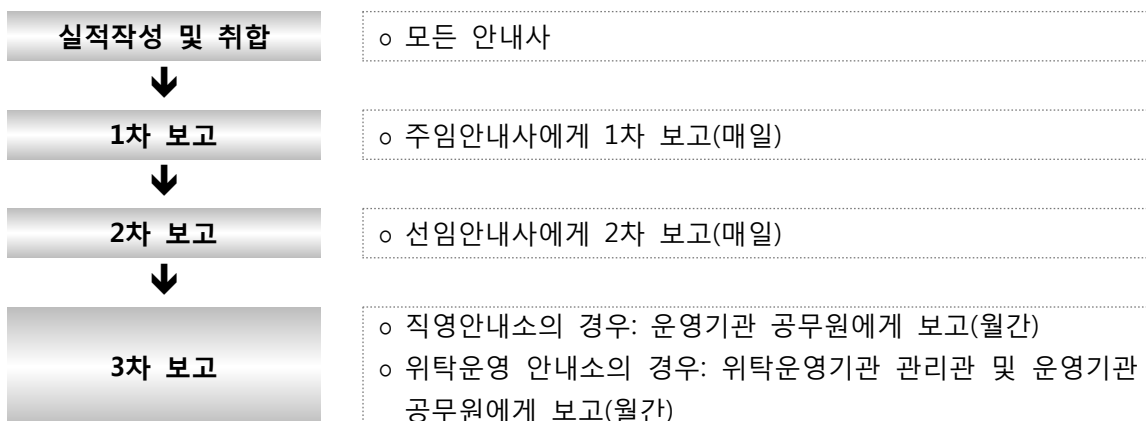 실적작성 및 취합
o 모든 안내사
1차 보고
o 주임안내사에게 1차 보고(매일)
2차 보고
o 선임안내사에게 2차 보고(매일)
3차 보고
o 직영안내소의 경우: 운영기관 공무원에게 보고(월간)
o 위탁운영 안내소의 경우: 위탁운영기관 관리관 및 운영기관
공무원에게 보고(월간)